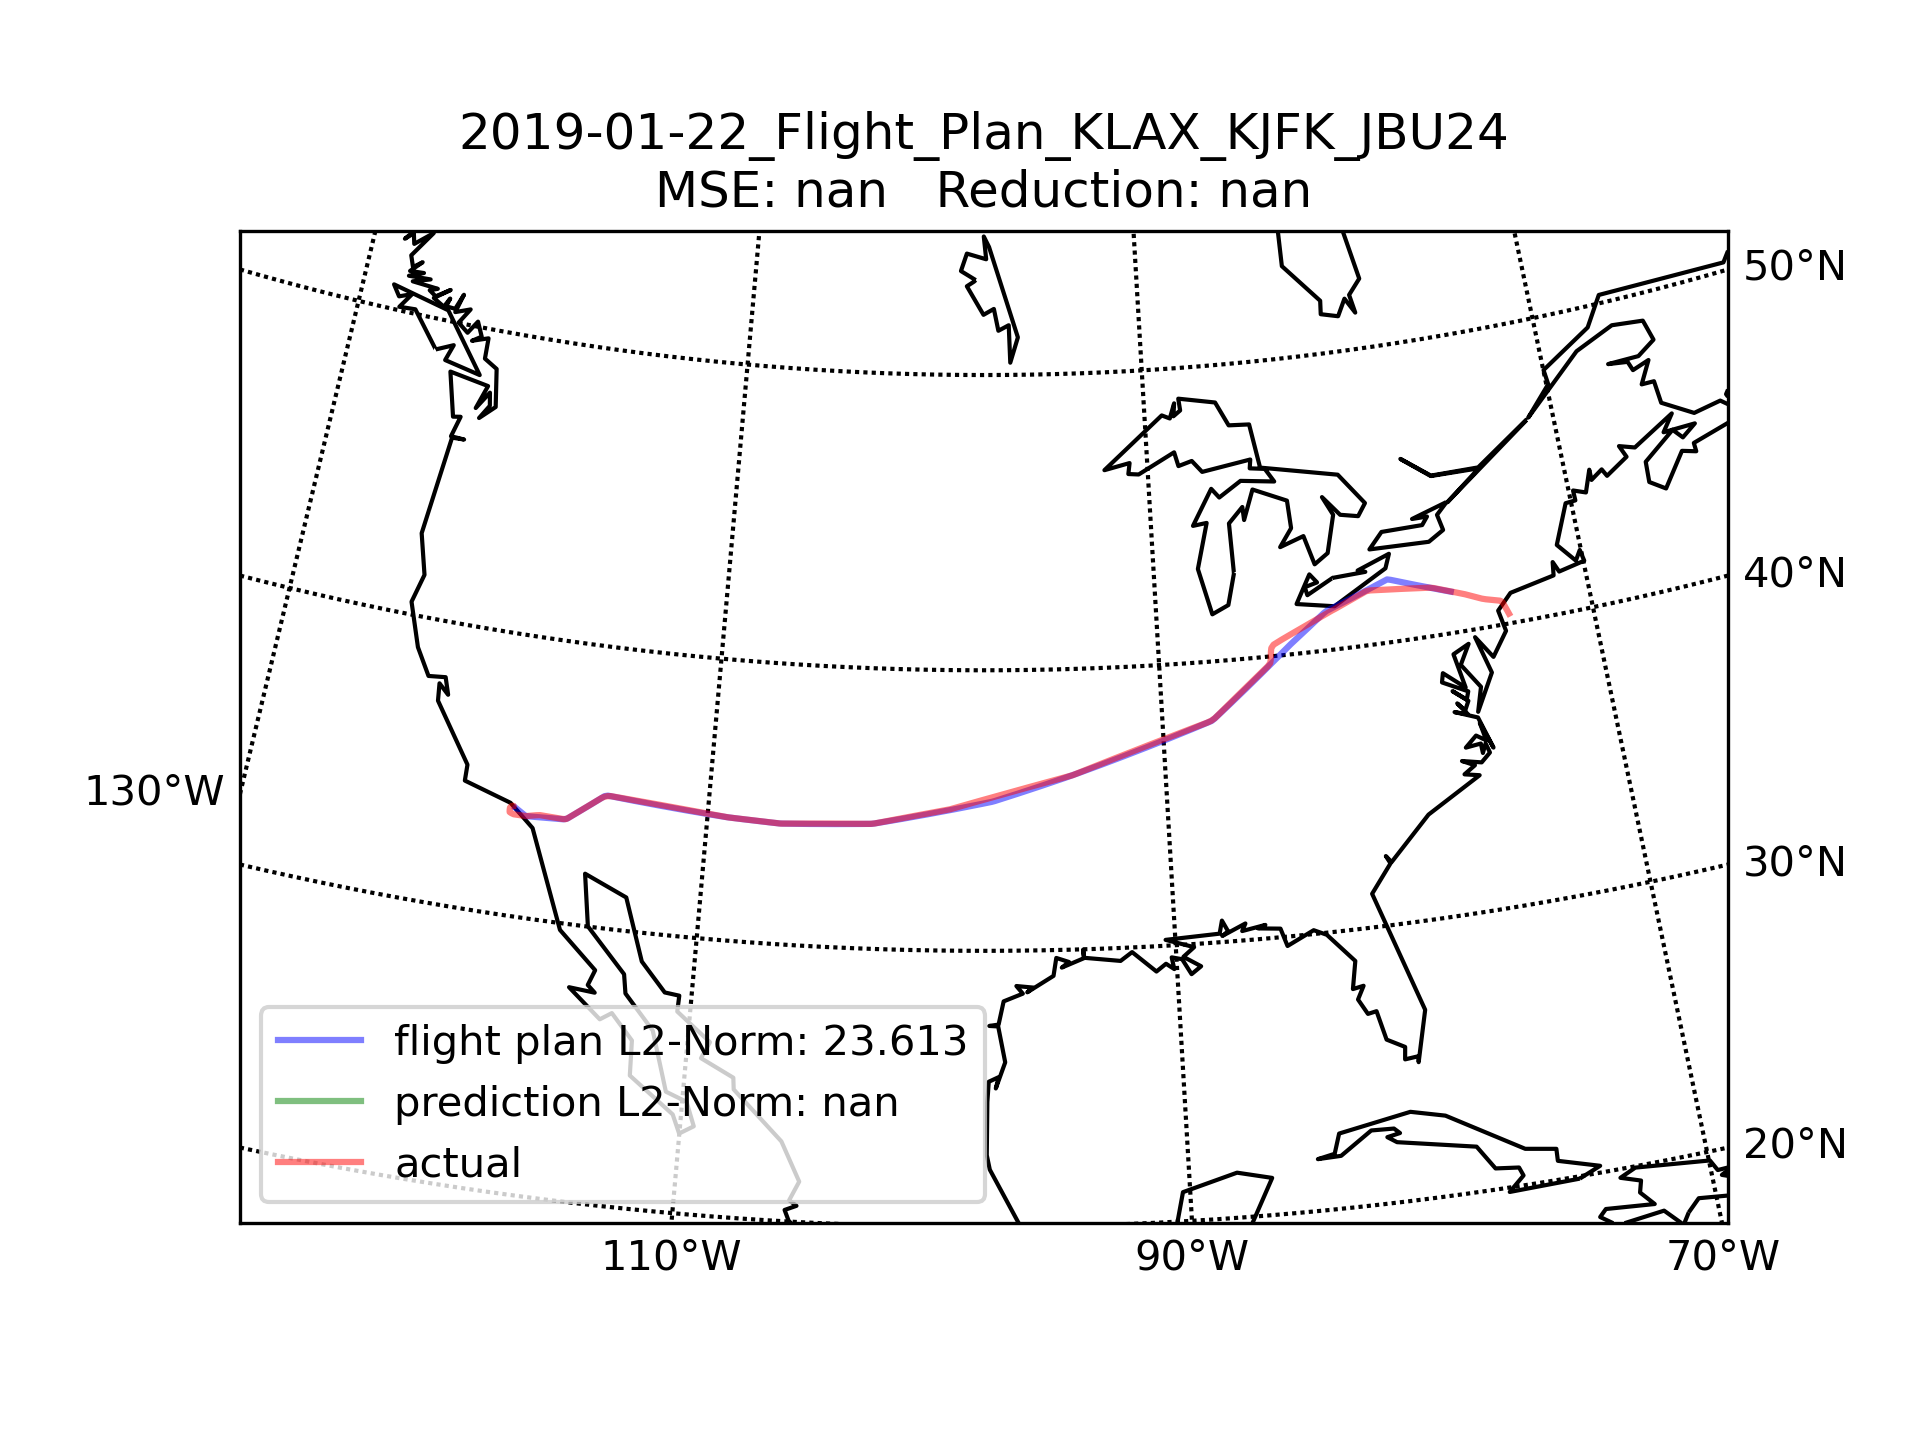 2019-01-22_Flight_Plan_KLAX_KJFK_JBU24
MSE: nan   Reduction: nan
50°N
40°N
130°W
30°N
flight plan L2-Norm: 23.613
prediction L2-Norm: nan
20°N
actual
110°W
90°W
70°W